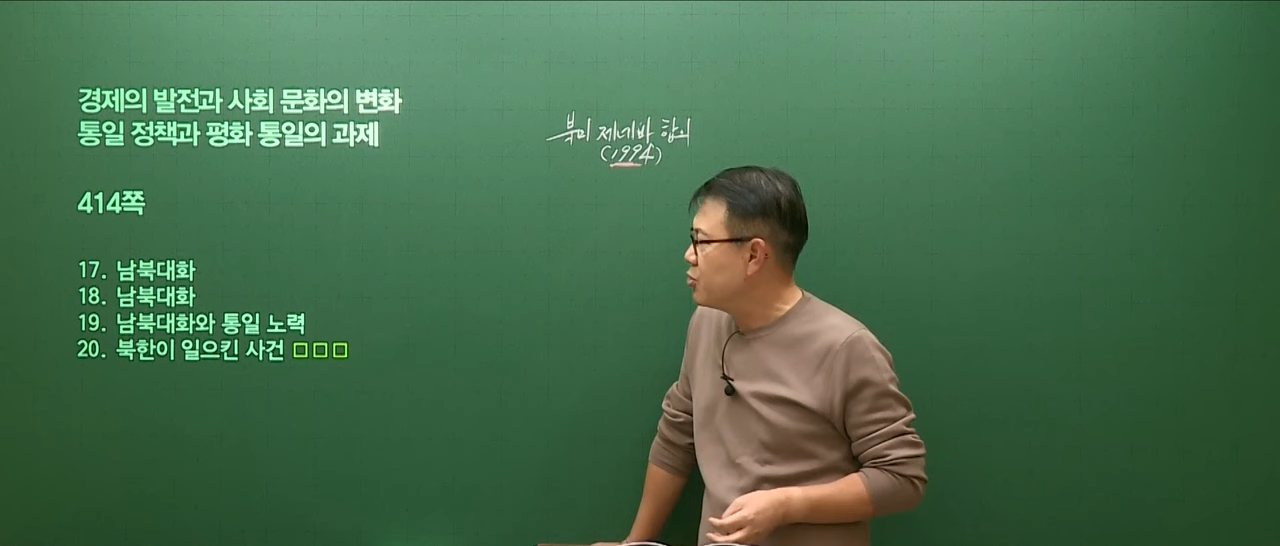 경제의 발전과 사회 문화의 변화
통일 정책과 평화 통일의 과제
414쪽
17. 남북대화
18. 남북대화
19. 남북대화와 통일 노력
20. 북한이 일으킨 사건 □□□
북미 제네바 합의
(1994)